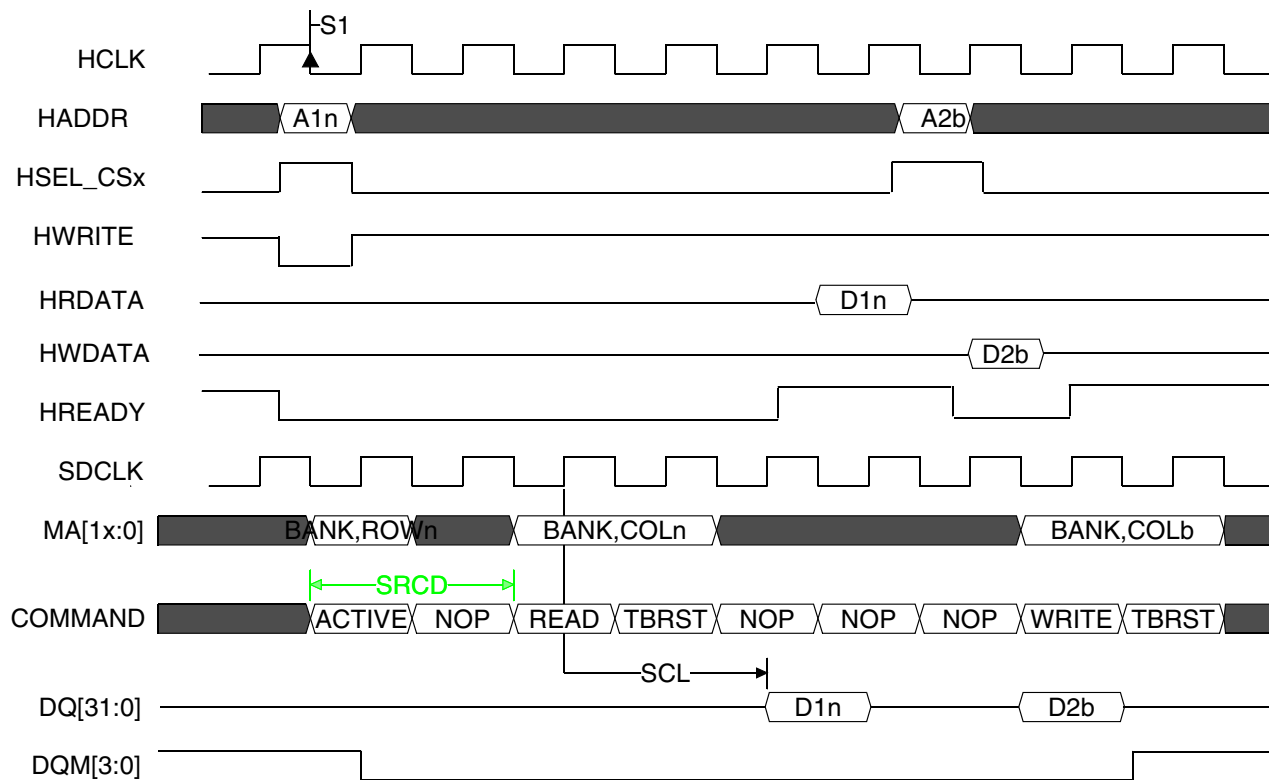 S1
HCLK
HADDR A1n A2b
HSEL_CSx
HWRITE
HRDATA D1n
HWDATA D2b
HREADY
SDCLK
MA[1x:0] BANK,ROWn BANK,COLn BANK,COLb
SRCD
COMMAND ACTIVE NOP READ TBRST NOP NOP NOP WRITE TBRST
SCL
DQ[31:0] D1n D2b
DQM[3:0]